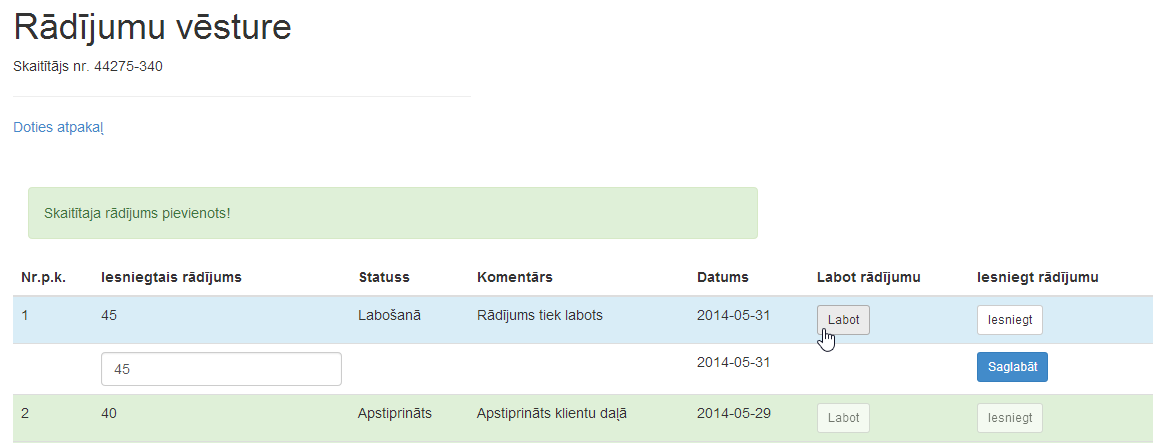 Rādījumu vēsture
Skaitītājs nr. 44275-340
Doties atpakaļ
Skaitītaja rādījums pievienots!
Nr.p.k. Iesniegtais rādījums Statuss Komentārs Datums Labot rādījumu Iesniegt rādījumu
1 45 Labošanā Rādījums tiek labots 2014-05-31 Labot Iesniegt
45 2014-05-31 Saglabāt
2 40 Apstiprināts Apstiprināts klientu daļā 2014-05-29 Labot Iesniegt